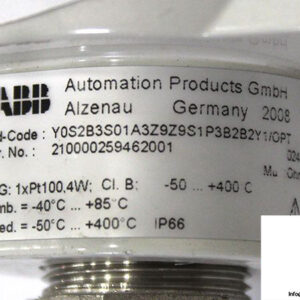 ABB
Automation Products GmbH
Alzenau Germany 2008
d-Code : Y0S2B3S01A3Z9Z9S1P3B2B2Y1/OPT
r. No.: 210000259462001
G: 1xPt100,4W; Cl. B: -50 ... +400 C
mb. = -40°C ... +85°C
ed. = -50°C ... +400°C IP66